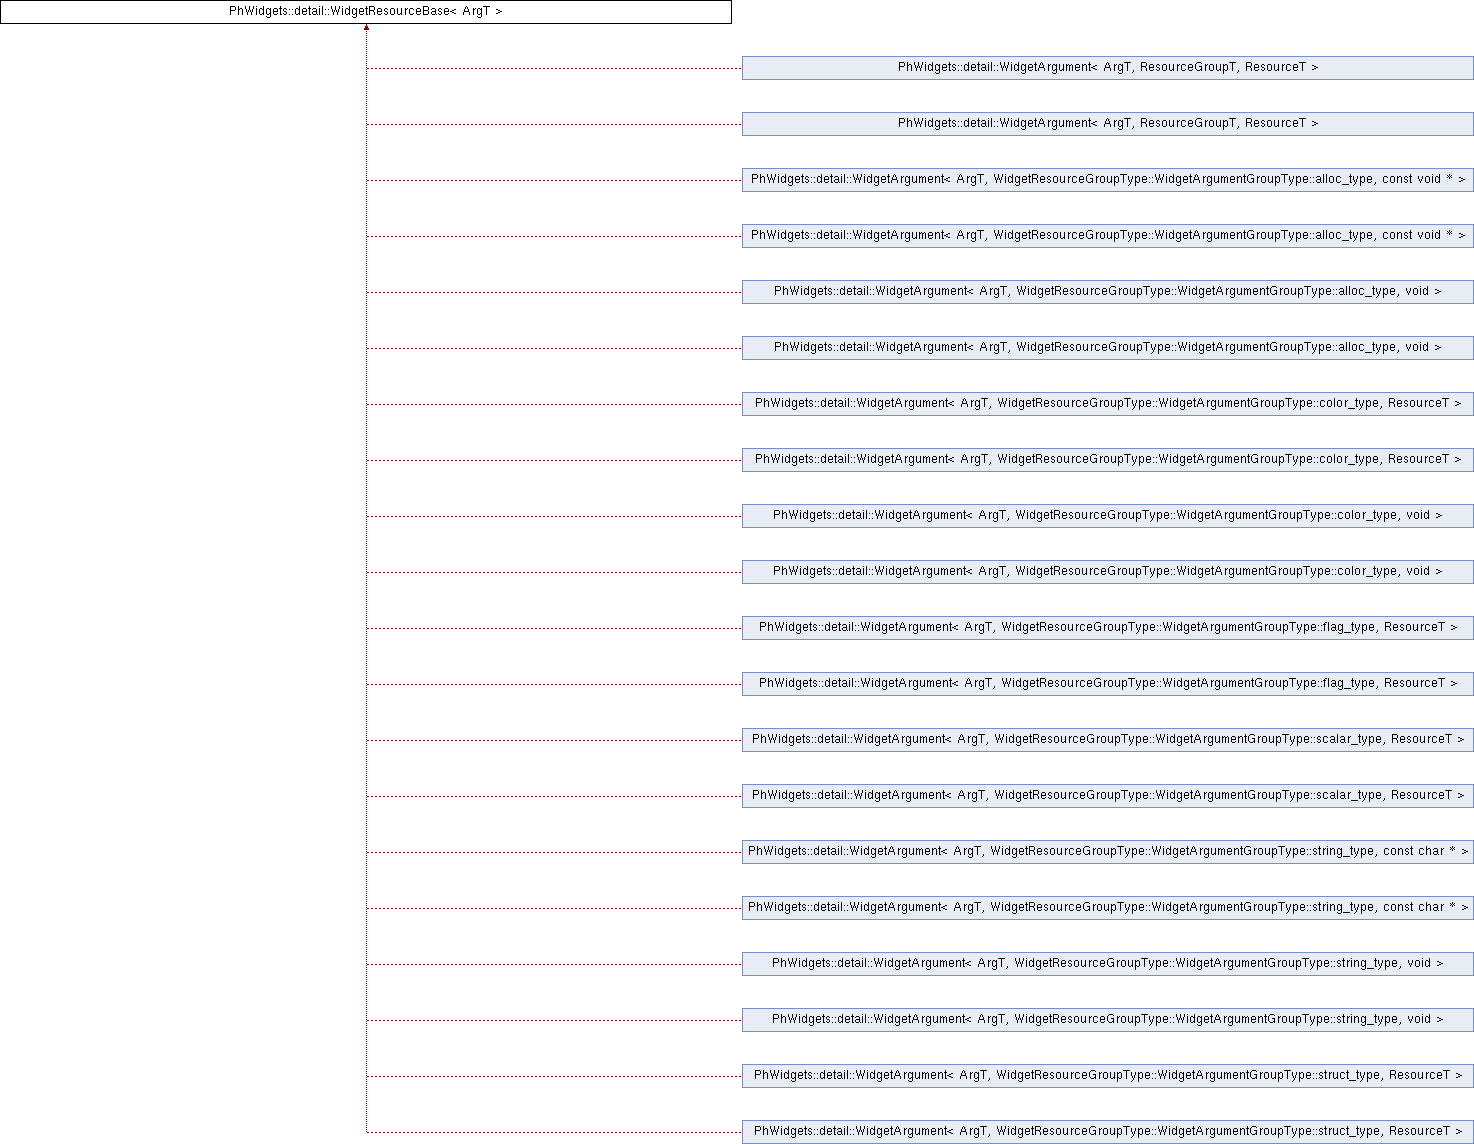 PhWidgets::detail::WidgetResourceBase< ArgT >
PhWidgets::detail::WidgetArgument< ArgT, ResourceGroupT, ResourceT >
PhWidgets::detail::WidgetArgument< ArgT, ResourceGroupT, ResourceT >
PhWidgets::detail::WidgetArgument< ArgT, WidgetResourceGroupType::WidgetArgumentGroupType::alloc_type, const void * >
PhWidgets::detail::WidgetArgument< ArgT, WidgetResourceGroupType::WidgetArgumentGroupType::alloc_type, const void * >
PhWidgets::detail::WidgetArgument< ArgT, WidgetResourceGroupType::WidgetArgumentGroupType::alloc_type, void >
PhWidgets::detail::WidgetArgument< ArgT, WidgetResourceGroupType::WidgetArgumentGroupType::alloc_type, void >
PhWidgets::detail::WidgetArgument< ArgT, WidgetResourceGroupType::WidgetArgumentGroupType::color_type, ResourceT >
PhWidgets::detail::WidgetArgument< ArgT, WidgetResourceGroupType::WidgetArgumentGroupType::color_type, ResourceT >
PhWidgets::detail::WidgetArgument< ArgT, WidgetResourceGroupType::WidgetArgumentGroupType::color_type, void >
PhWidgets::detail::WidgetArgument< ArgT, WidgetResourceGroupType::WidgetArgumentGroupType::color_type, void >
PhWidgets::detail::WidgetArgument< ArgT, WidgetResourceGroupType::WidgetArgumentGroupType::flag_type, ResourceT >
PhWidgets::detail::WidgetArgument< ArgT, WidgetResourceGroupType::WidgetArgumentGroupType::flag_type, ResourceT >
PhWidgets::detail::WidgetArgument< ArgT, WidgetResourceGroupType::WidgetArgumentGroupType::scalar_type, ResourceT >
PhWidgets::detail::WidgetArgument< ArgT, WidgetResourceGroupType::WidgetArgumentGroupType::scalar_type, ResourceT >
PhWidgets::detail::WidgetArgument< ArgT, WidgetResourceGroupType::WidgetArgumentGroupType::string_type, const char * >
PhWidgets::detail::WidgetArgument< ArgT, WidgetResourceGroupType::WidgetArgumentGroupType::string_type, const char * >
PhWidgets::detail::WidgetArgument< ArgT, WidgetResourceGroupType::WidgetArgumentGroupType::string_type, void >
PhWidgets::detail::WidgetArgument< ArgT, WidgetResourceGroupType::WidgetArgumentGroupType::string_type, void >
PhWidgets::detail::WidgetArgument< ArgT, WidgetResourceGroupType::WidgetArgumentGroupType::struct_type, ResourceT >
PhWidgets::detail::WidgetArgument< ArgT, WidgetResourceGroupType::WidgetArgumentGroupType::struct_type, ResourceT >